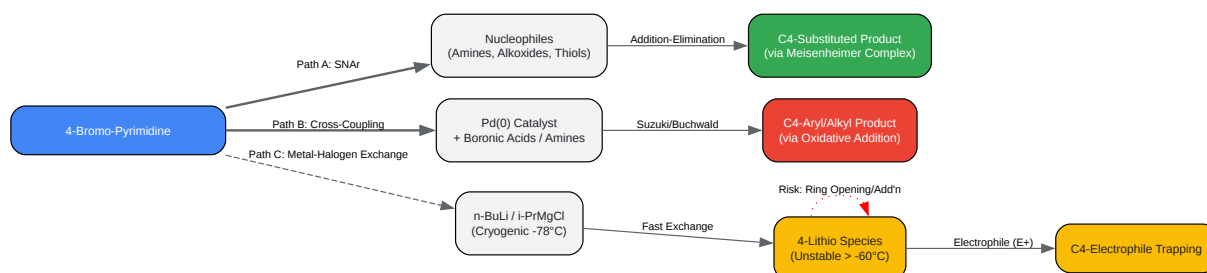 4-Bromo-Pyrimidine
Path A: SNAr
Nucleophiles
(Amines, Alkoxides, Thiols)
Addition-Elimination
C4-Substituted Product
(via Meisenheimer Complex)
Path B: Cross-Coupling
Pd(0) Catalyst
+ Boronic Acids / Amines
Suzuki/Buchwald
C4-Aryl/Alkyl Product
(via Oxidative Addition)
Path C: Metal-Halogen Exchange
n-BuLi / i-PrMgCl
(Cryogenic -78°C)
Fast Exchange
Risk: Ring Opening/Add'n
4-Lithio Species
(Unstable > -60°C)
Electrophile (E+)
C4-Electrophile Trapping